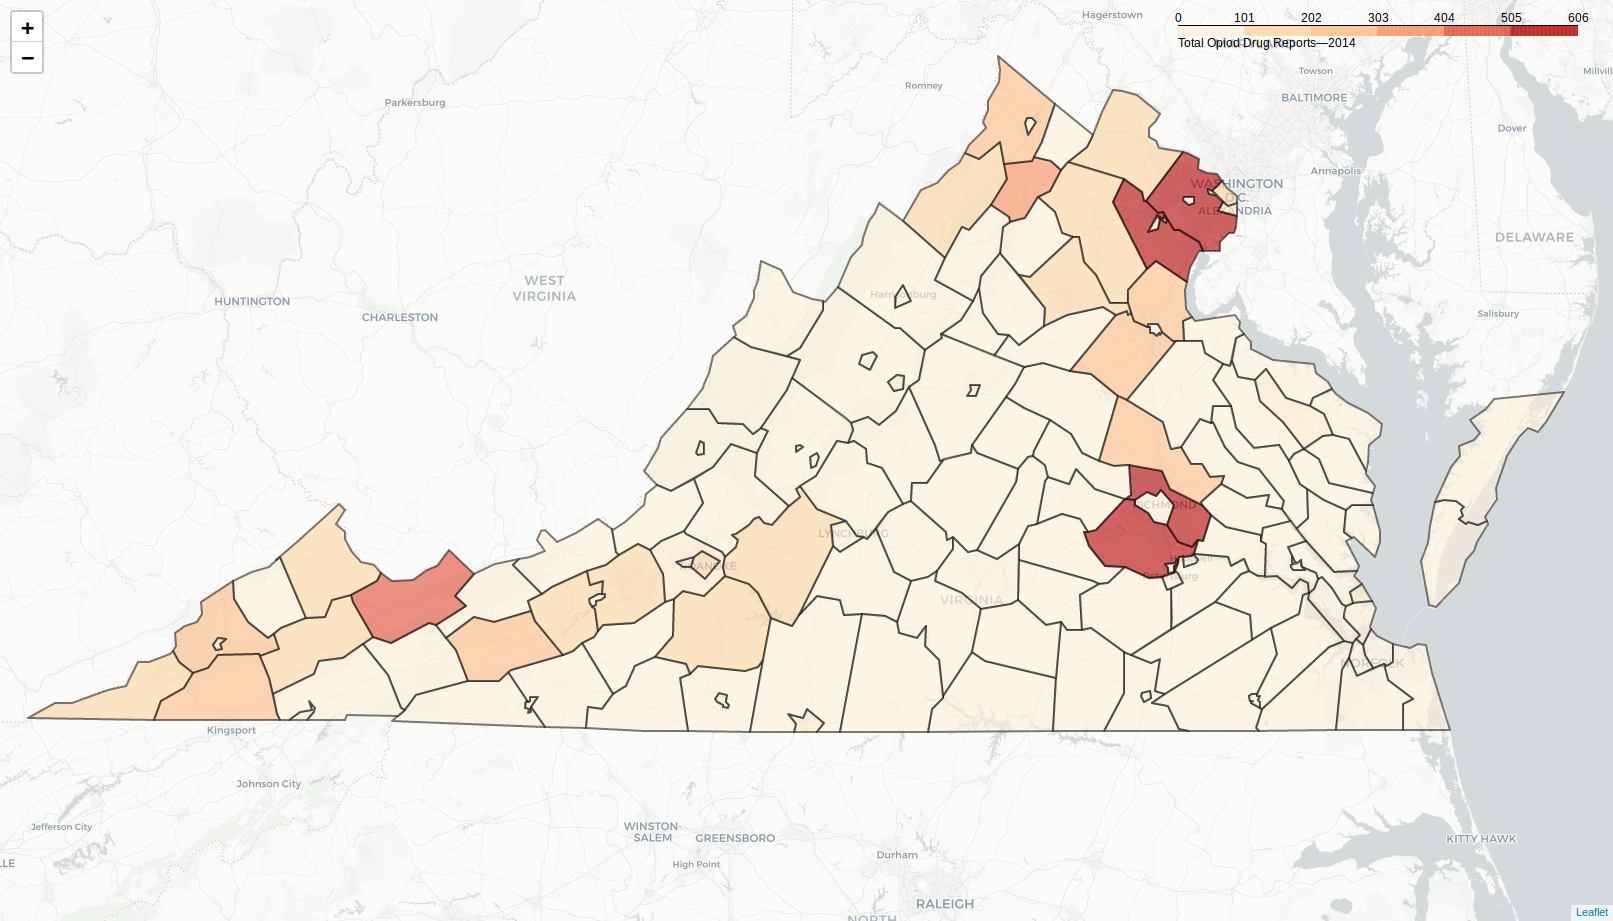 +
−
0 101 202 303 404 505 606
Total Opiod Drug Reports—2014
Hagerstown
Romney
Parkersburg
Towson
Millvill
BALTIMORE
Dover
Annapolis
WASHINGTON
D.C.
ALEXANDRIA
DELAWARE
WEST
VIRGINIA
HUNTINGTON
CHARLESTON
Harrisonburg
Salisbury
RICHMOND
LYNCHBURG
ROANOKE
Petersburg
VIRGINIA
NORFOLK
Kingsport
Johnson City
Jefferson City
WINSTON-
SALEM
GREENSBORO
High Point
Durham
KITTY HAWK
LLE
RALEIGH
NORTH
Leaflet